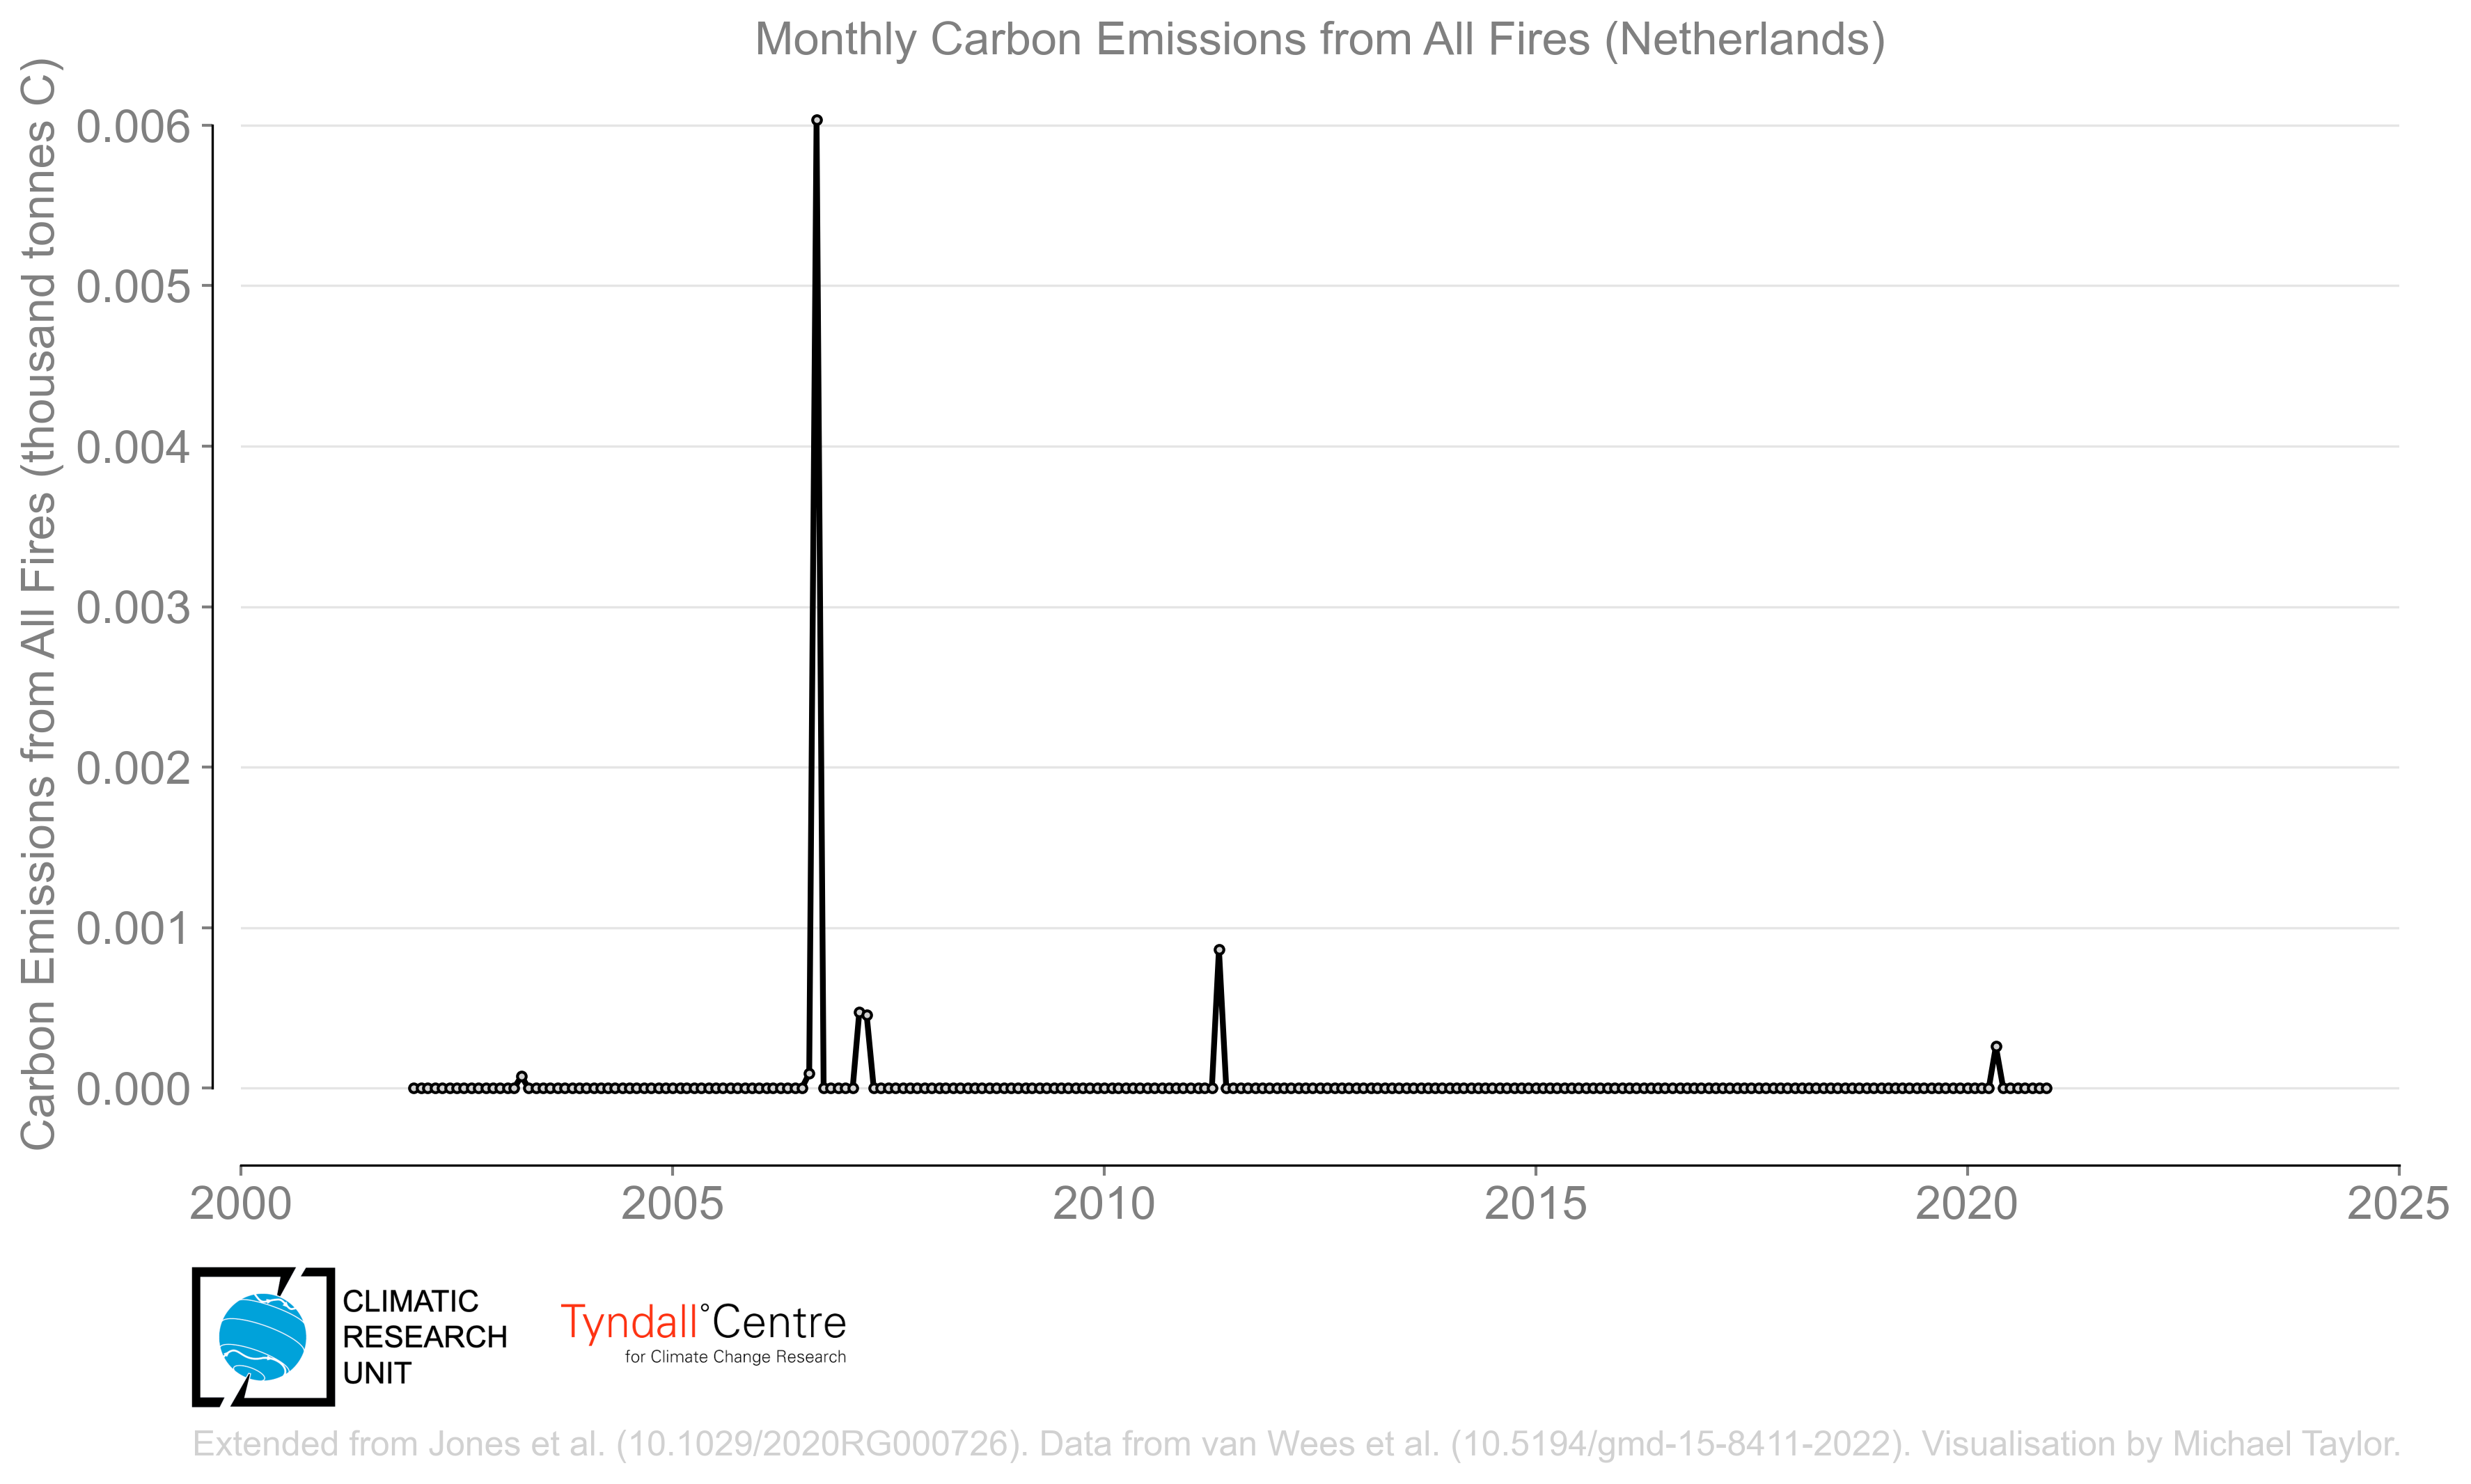 Monthly Carbon Emissions from All Fires (Netherlands)
Carbon Emissions from All Fires (thousand tonnes C)
0.006
0.005
0.004
0.003
0.002
0.001
0.000
2000 2005 2010 2015 2020 2025
CLIMATIC
RESEARCH
UNIT
Tyndall°Centre
for Climate Change Research
Extended from Jones et al. (10.1029/2020RG000726). Data from van Wees et al. (10.5194/gmd-15-8411-2022). Visualisation by Michael Taylor.